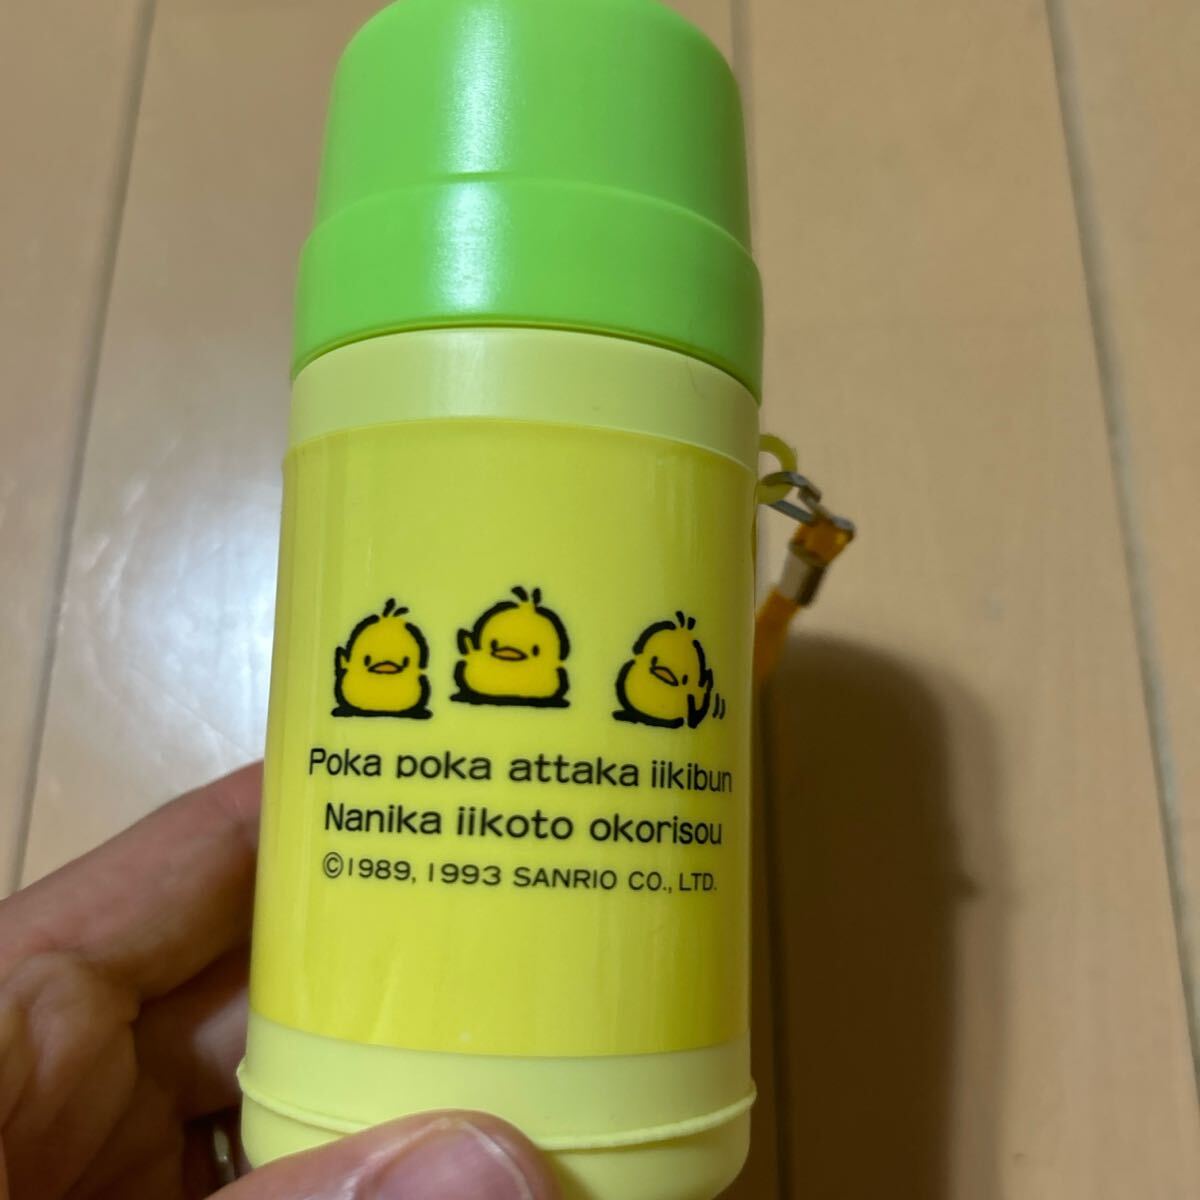 Poka poka attaka iikibun
Nanika iikoto okorisou
©1989, 1993 SANRIO CO., LTD.